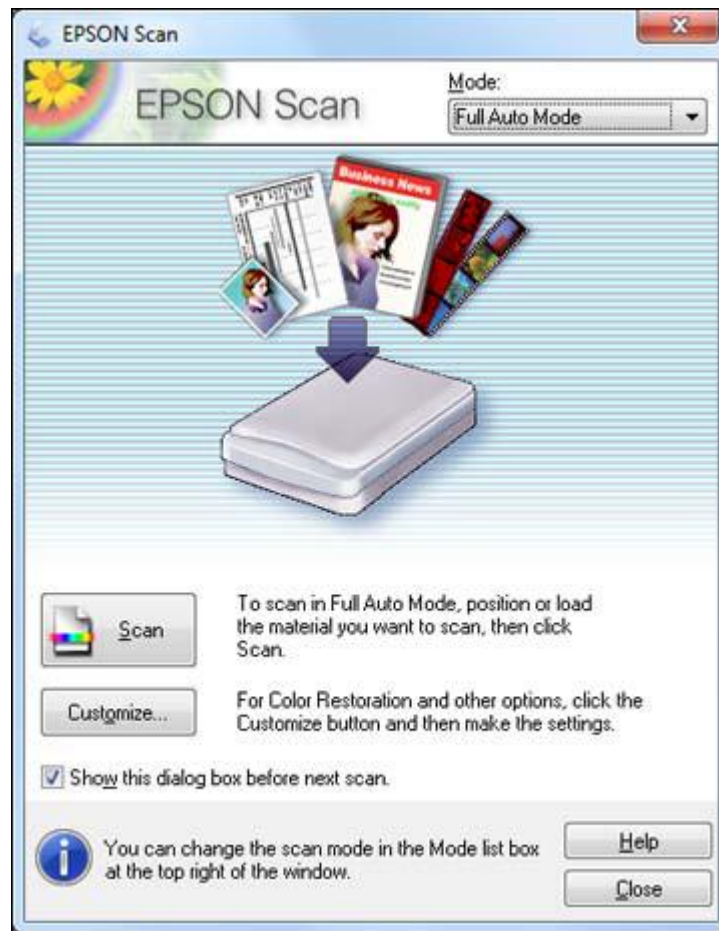 EPSON Scan
EPSON Scan
Mode:
Full Auto Mode
Business News
Scan
To scan in Full Auto Mode, position or load
the material you want to scan, then click
Scan.
Customize...
For Color Restoration and other options, click the
Customize button and then make the settings.
Show this dialog box before next scan.
You can change the scan mode in the Mode list box
at the top right of the window.
Help
Close